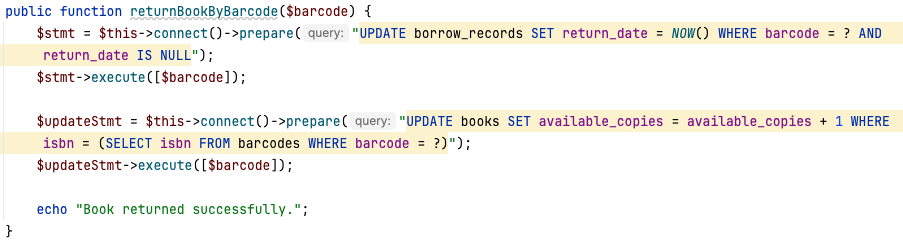 public function returnBookByBarcode($barcode) {
$stmt = $this->connect()->prepare( query: "UPDATE borrow_records SET return_date = NOW() WHERE barcode = ? AND
return_date IS NULL");
$stmt->execute([$barcode]);
$updateStmt = $this->connect()->prepare( query: "UPDATE books SET available_copies = available_copies + 1 WHERE
isbn = (SELECT isbn FROM barcodes WHERE barcode = ?)");
$updateStmt->execute([$barcode]);
echo "Book returned successfully.";
}